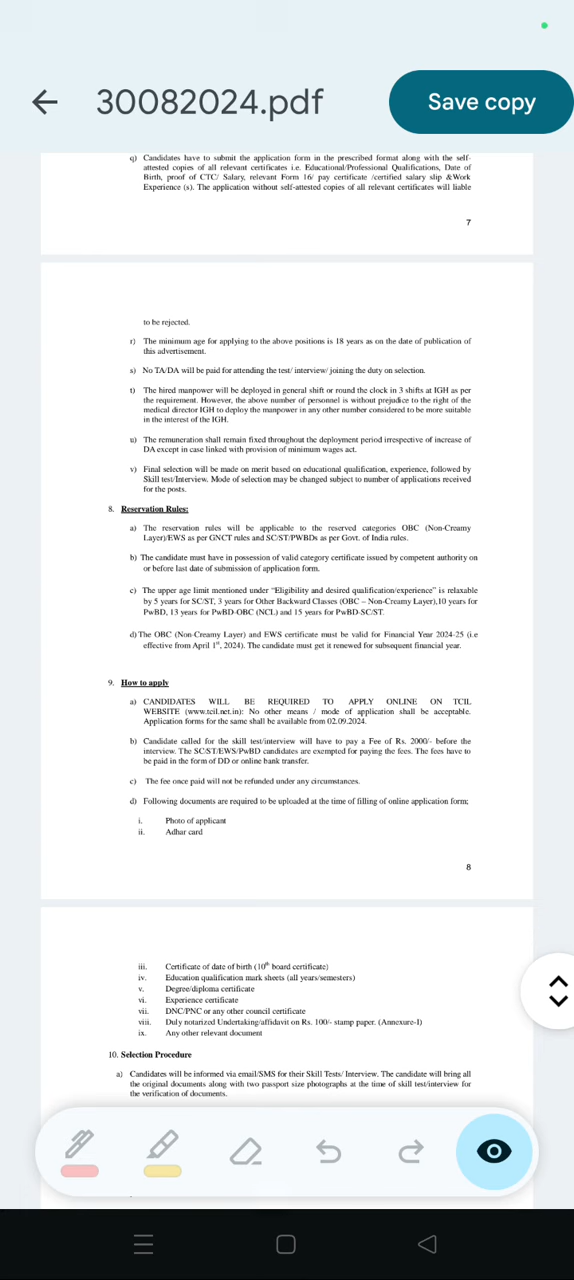 30082024.pdf
Save copy
q) Candidates have to submit the application form in the prescribed format along with the self-
attested copies of all relevant certificates i.e. Educational/Professional Qualifications, Date of
Birth, proof of CTC/ Salary, relevant Form 16/ pay certificate /certified salary slip &Work
Experience (s). The application without self-attested copies of all relevant certificates will liable
7
to be rejected.
r) The minimum age for applying to the above positions is 18 years as on the date of publication of
this advertisement.
s) No TA/DA will be paid for attending the test/ interview/ joining the duty on selection.
t) The hired manpower will be deployed in general shift or round the clock in 3 shifts at IGH as per
the requirement. However, the above number of personnel is without prejudice to the right of the
medical director IGH to deploy the manpower in any other number considered to be more suitable
in the interest of the IGH.
u) The remuneration shall remain fixed throughout the deployment period irrespective of increase of
DA except in case linked with provision of minimum wages act.
v) Final selection will be made on merit based on educational qualification, experience, followed by
Skill test/Interview. Mode of selection may be changed subject to number of applications received
for the posts.
8. Reservation Rules:
a) The reservation rules will be applicable to the reserved categories OBC (Non-Creamy
Layer)/EWS as per GNCT rules and SC/ST/PWBDs as per Govt. of India rules.
b) The candidate must have in possession of valid category certificate issued by competent authority on
or before last date of submission of application form.
c) The upper age limit mentioned under “Eligibility and desired qualification/experience” is relaxable
by 5 years for SC/ST, 3 years for Other Backward Classes (OBC – Non-Creamy Layer),10 years for
PwBD, 13 years for PwBD-OBC (NCL) and 15 years for PwBD-SC/ST.
d) The OBC (Non-Creamy Layer) and EWS certificate must be valid for Financial Year 2024-25 (i.e
effective from April 1st, 2024). The candidate must get it renewed for subsequent financial year.
9. How to apply
a) CANDIDATES WILL BE REQUIRED TO APPLY ONLINE ON TCIL
WEBSITE (www.tcil.net.in); No other means / mode of application shall be acceptable.
Application forms for the same shall be available from 02.09.2024.
b) Candidate called for the skill test/interview will have to pay a Fee of Rs. 2000/- before the
interview. The SC/ST/EWS/PwBD candidates are exempted for paying the fees. The fees have to
be paid in the form of DD or online bank transfer.
c) The fee once paid will not be refunded under any circumstances.
d) Following documents are required to be uploaded at the time of filling of online application form;
i. Photo of applicant
ii. Adhar card
8
iii. Certificate of date of birth (10th board certificate)
iv. Education qualification mark sheets (all years/semesters)
v. Degree/diploma certificate
vi. Experience certificate
vii. DNC/PNC or any other council certificate
viii. Duly notarized Undertaking/affidavit on Rs. 100/- stamp paper. (Annexure-I)
ix. Any other relevant document
10. Selection Procedure
a) Candidates will be informed via email/SMS for their Skill Tests/ Interview. The candidate will bring all
the original documents along with two passport size photographs at the time of skill test/interview for
the verification of documents.